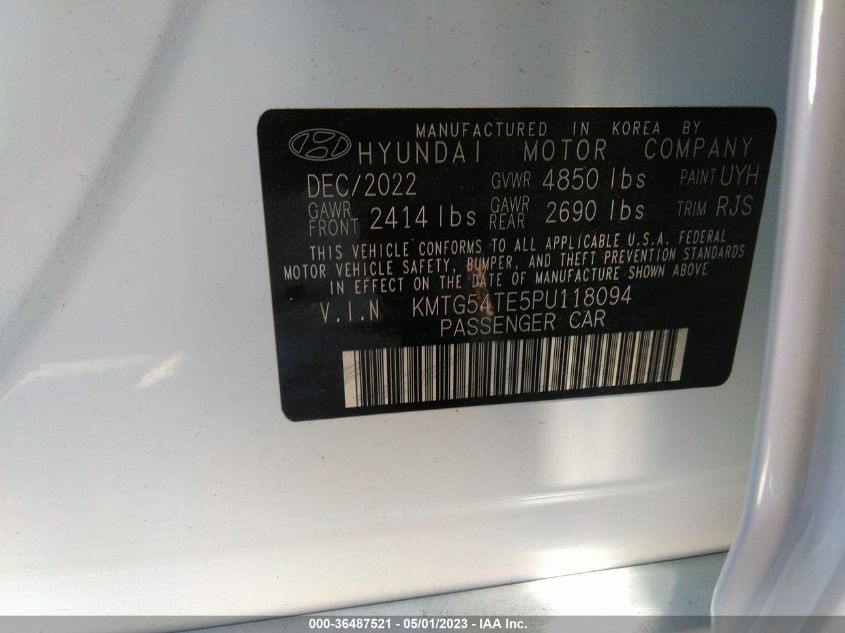 MANUFACTURED IN KOREA BY
HYUNDAI MOTOR COMPANY
DEC/2022 GVWR 4850 lbs PAINT UYH
GAWR FRONT 2414 lbs GAWR REAR 2690 lbs TRIM RJS
THIS VEHICLE CONFORMS TO ALL APPLICABLE U.S.A. FEDERAL
MOTOR VEHICLE SAFETY, BUMPER, AND THEFT PREVENTION STANDARDS
IN EFFECT ON THE DATE OF MANUFACTURE SHOWN ABOVE
V.I.N KMTG54TE5PU118094
PASSENGER CAR
000-36487521 - 05/01/2023 - IAA Inc.